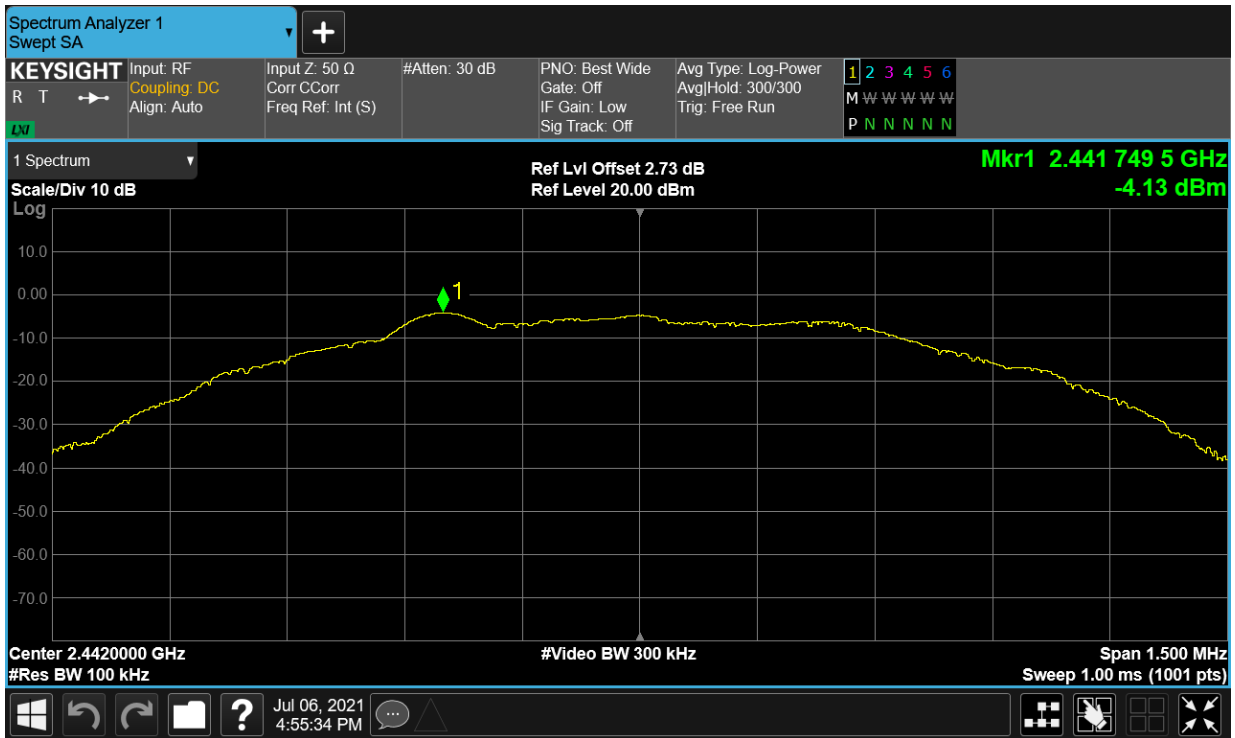 Spectrum Analyzer 1
Swept SA
▼
+
KEYSIGHT
R T
LXI
Input: RF
Coupling: DC
Align: Auto
Input Z: 50 Ω
Corr CCorr
Freq Ref: Int (S)
#Atten: 30 dB
PNO: Best Wide
Gate: Off
IF Gain: Low
Sig Track: Off
Avg Type: Log-Power
Avg|Hold: 300/300
Trig: Free Run
1 2 3 4 5 6
M W W W W W
P N N N N N
1 Spectrum ▼
Scale/Div 10 dB
Log
Ref Lvl Offset 2.73 dB
Ref Level 20.00 dBm
Mkr1 2.441 749 5 GHz
-4.13 dBm
10.0
0.00
-10.0
-20.0
-30.0
-40.0
-50.0
-60.0
-70.0
1
Center 2.4420000 GHz
#Res BW 100 kHz
#Video BW 300 kHz
Span 1.500 MHz
Sweep 1.00 ms (1001 pts)
?
Jul 06, 2021
4:55:34 PM